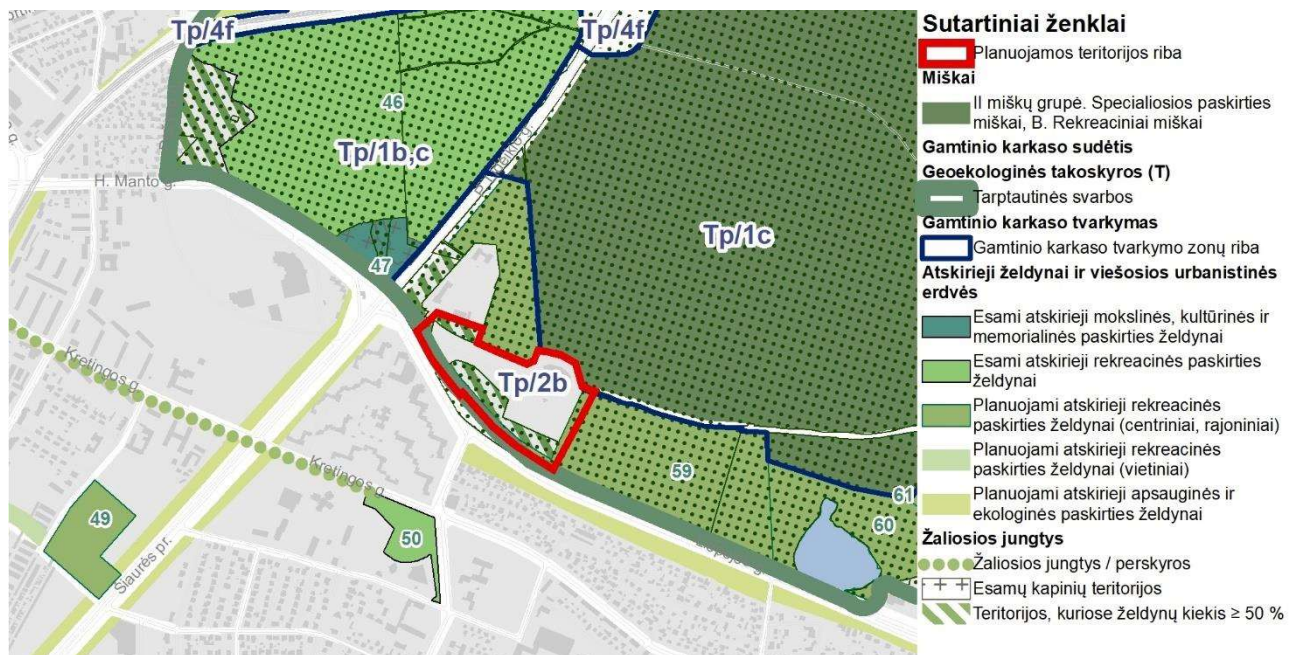 Tp/4f
Tp/4f
46
Tp/1b,c
H. Manto g.
Tp/1c
47
Tp/2b
Kretingos g.
59
61
60
Kretingos g.
49
50
Šiaurės pr.
Liepojos g.
Sutartiniai ženklai
Planuojamos teritorijos riba
Miškai
II miškų grupė. Specialiosios paskirties
miškai, B. Rekreaciniai miškai
Gamtinio karkaso sudėtis
Geoekologinės takoskyros (T)
Tarptautinės svarbos
Gamtinio karkaso tvarkymas
Gamtinio karkaso tvarkymo zonų riba
Atskirieji želdynai ir viešosios urbanistinės
erdvės
Esami atskirieji mokslinės, kultūrinės ir
memorialinės paskirties želdynai
Esami atskirieji rekreacinės paskirties
želdynai
Planuojami atskirieji rekreacinės
paskirties želdynai (centriniai, rajoniniai)
Planuojami atskirieji rekreacinės
paskirties želdynai (vietiniai)
Planuojami atskirieji apsauginės ir
ekologinės paskirties želdynai
Žaliosios jungtys
Žaliosios jungtys / perskyros
Esamų kapinių teritorijos
Teritorijos, kuriose želdynų kiekis ≥ 50 %